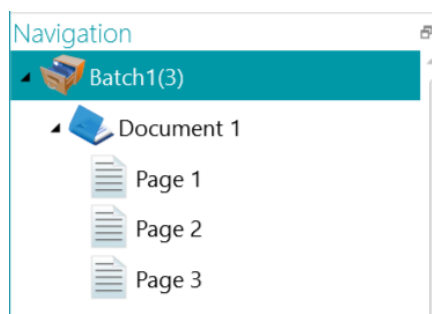 Navigation
Batch1(3)
Document 1
Page 1
Page 2
Page 3